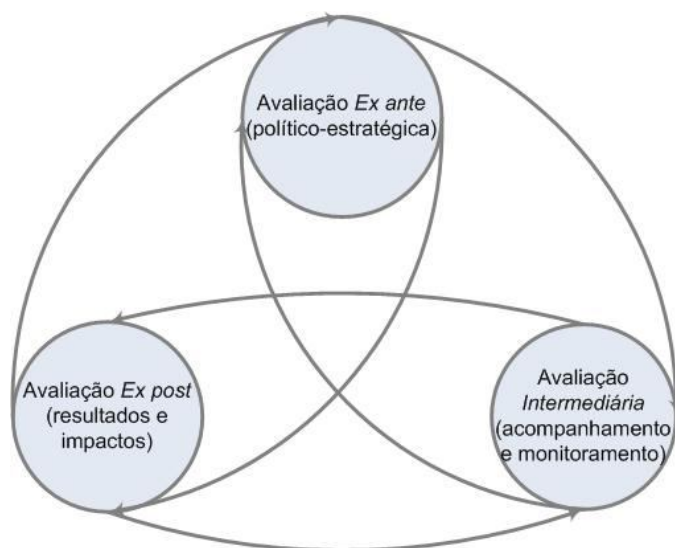 Avaliação Ex ante
(político-estratégica)
Avaliação Ex post
(resultados e
impactos)
Avaliação
Intermediária
(acompanhamento
e monitoramento)